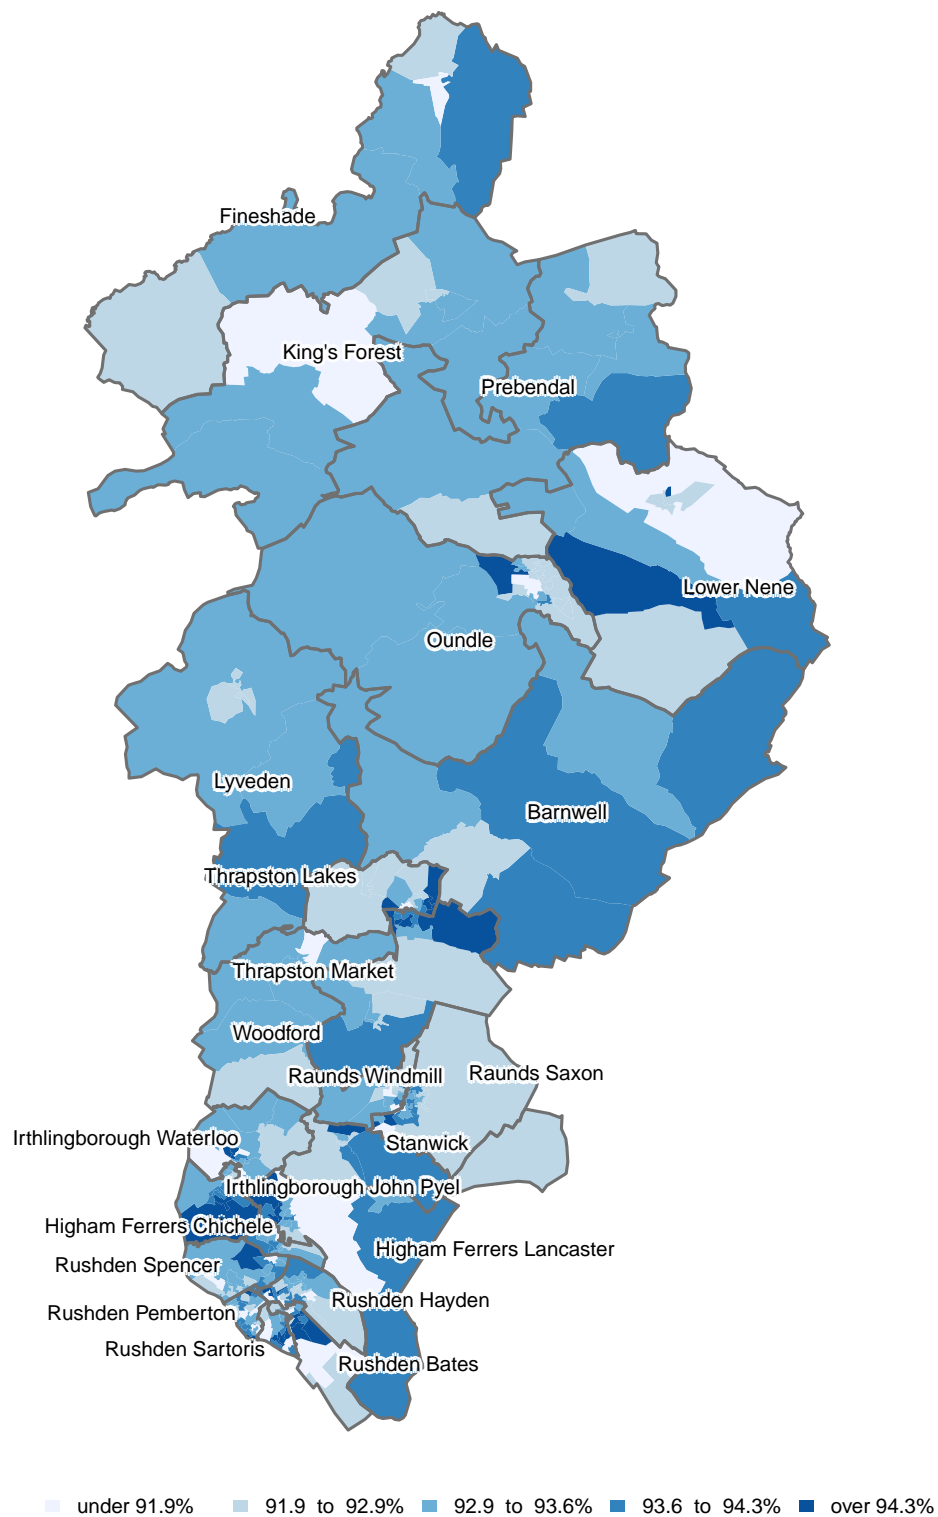 Fineshade
King's Forest
Prebendal
Lower Nene
Oundle
Lyveden
Barnwell
Thrapston Lakes
Thrapston Market
Woodford
Raunds Windmill
Raunds Saxon
Irthlingborough Waterloo
Stanwick
Irthlingborough John Pyel
Higham Ferrers Chichele
Higham Ferrers Lancaster
Rushden Spencer
Rushden Hayden
Rushden Pemberton
Rushden Sartoris
Rushden Bates
under 91.9% 91.9 to 92.9% 92.9 to 93.6% 93.6 to 94.3% over 94.3%